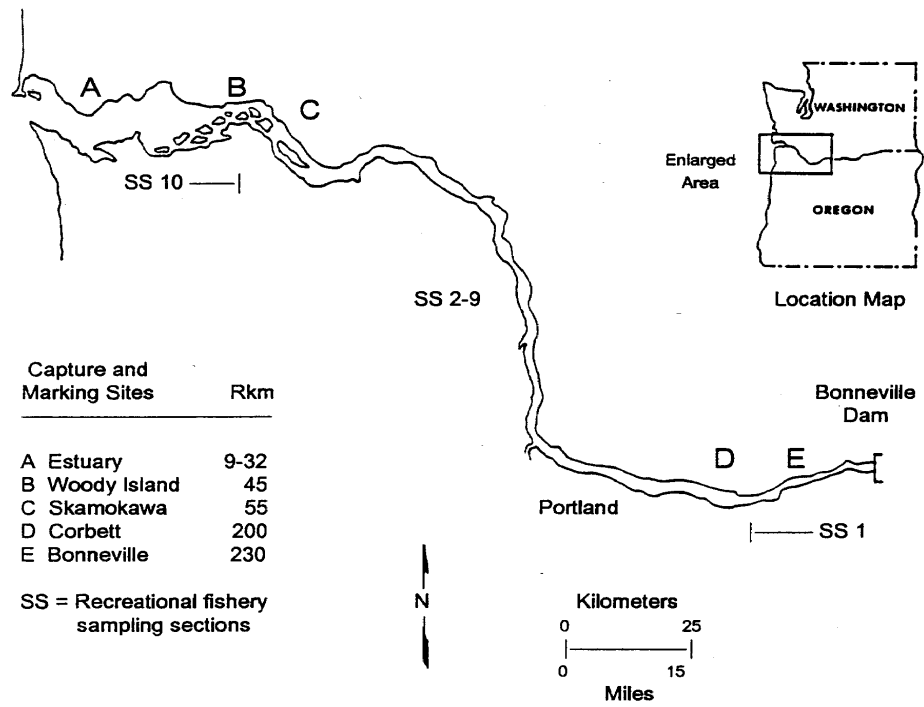 A
B
C
WASHINGTON
Enlarged
Area
OREGON
Location Map
SS 10
SS 2-9
Capture and
Marking Sites Rkm
A Estuary 9-32
B Woody Island 45
C Skamokawa 55
D Corbett 200
E Bonneville 230
SS = Recreational fishery
sampling sections
Bonneville
Dam
D
E
Portland
SS 1
N
Kilometers
0 25
0 15
Miles